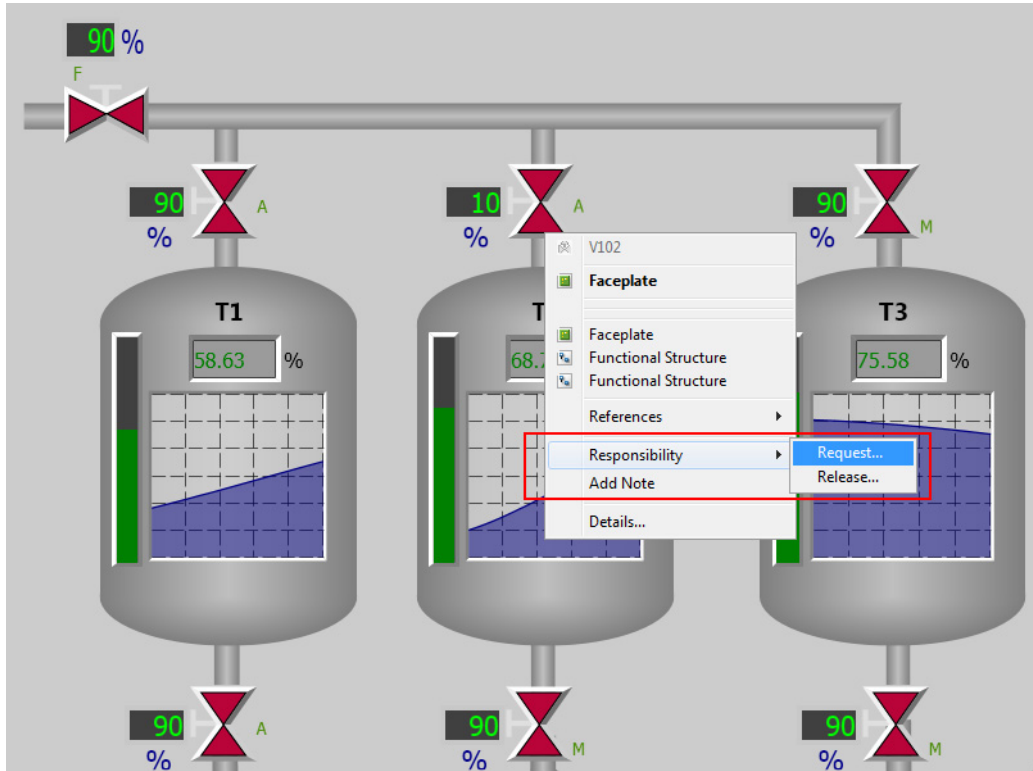 90 %
F
90
%
A
10
%
A
90
%
M
V102
Faceplate
Faceplate
Functional Structure
Functional Structure
References
Responsibility
Request...
Release...
Add Note
Details...
T1
58.63 %
T
68.
T3
75.58 %
90
%
A
90
%
M
90
%
M